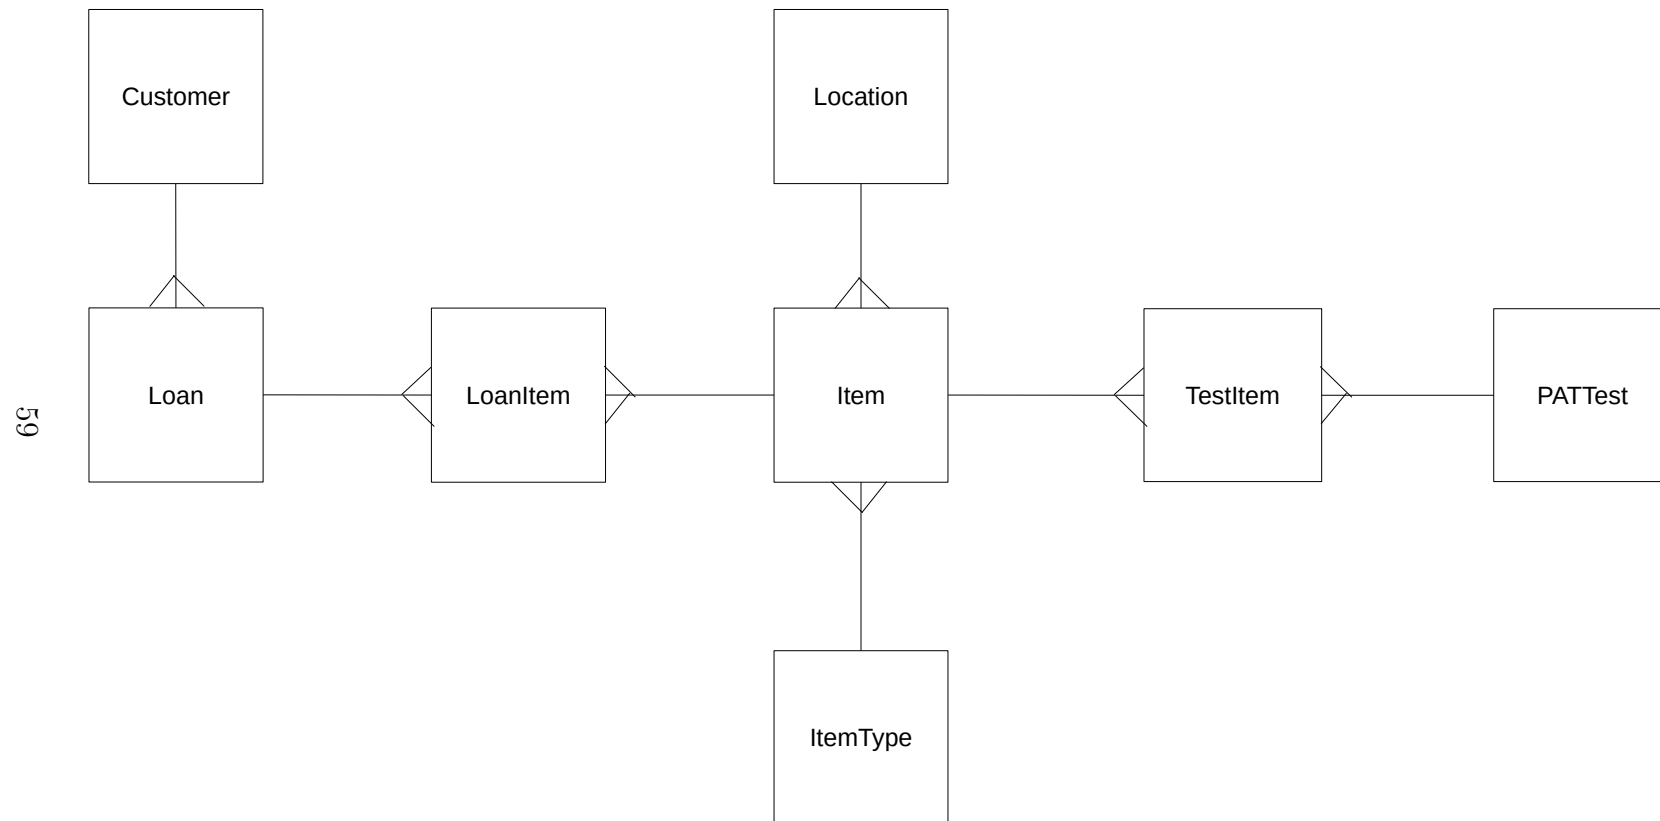 Customer
Location
Loan
LoanItem
Item
TestItem
PATTest
59
ItemType